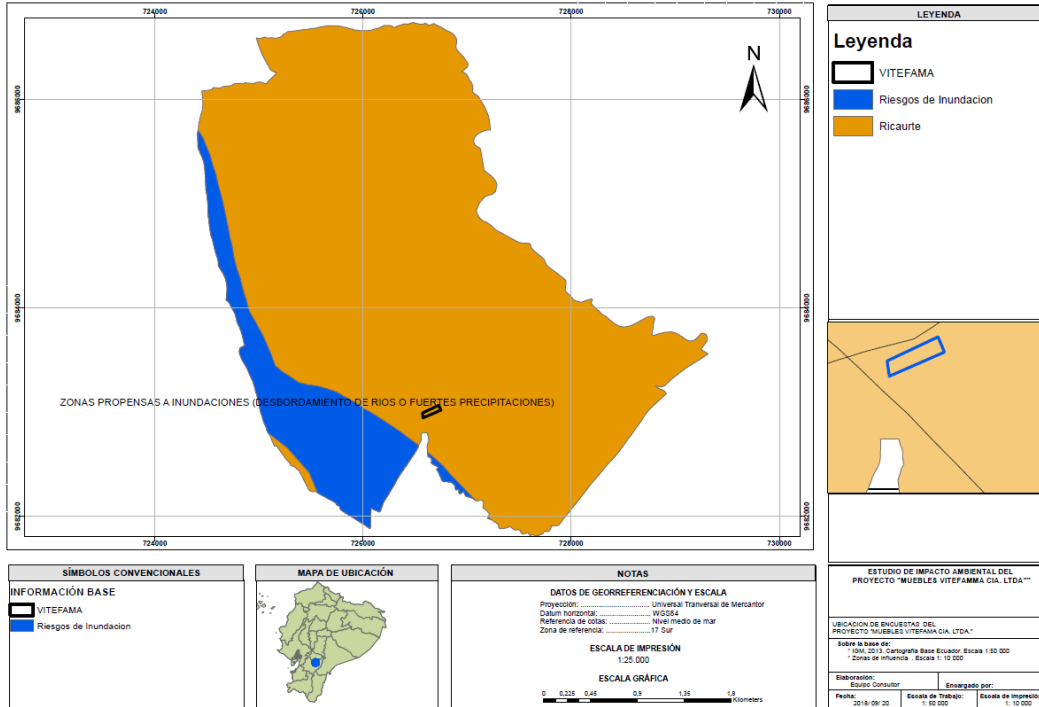 724000
726000
728000
730000
9686000
9686000
9684000
9684000
9682000
9682000
N
ZONAS PROPENSAS A INUNDACIONES (DESBORDAMIENTO DE RIOS O FUERTES PRECIPITACIONES)
724000
726000
728000
730000
LEYENDA
Leyenda
VITEFAMA
Riesgos de Inundacion
Ricaurte
SÍMBOLOS CONVENCIONALES
INFORMACIÓN BASE
VITEFAMA
Riesgos de Inundacion
MAPA DE UBICACIÓN
NOTAS
DATOS DE GEORREFERENCIACIÓN Y ESCALA
Proyección: Universal Tranversal de Mercantor
Datum horizontal: WGS84
Referencia de cotas: Nivel medio de mar
Zona de referencia: 17 Sur
ESCALA DE IMPRESIÓN
1:25.000
ESCALA GRÁFICA
0 0,225 0,45 0,9 1,35 1,8
Kilometers
ESTUDIO DE IMPACTO AMBIENTAL DEL
PROYECTO "MUEBLES VITEFAMMA CIA. LTDA""
UBICACION DE ENCUESTAS DEL
PROYECTO "MUEBLES VITEFAMA CIA. LTDA."
Sobre la base de:
* IGM, 2013. Cartografia Base Ecuador. Escala 1:50 000
* Zonas de influencia . Escala 1: 10 000
Elaboración:
Equipo Consultor
Encargado por:
Fecha:
2018/09/ 20
Escala de Trabajo:
1: 50 000
Escala de Impresión:
1: 10 000